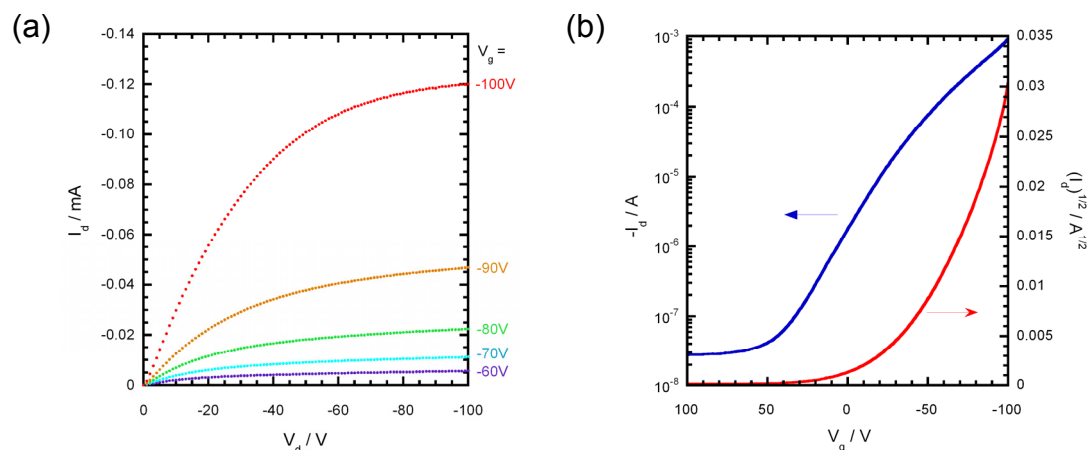 (a)
-0.14
-0.12
-0.10
-0.08
-0.06
-0.04
-0.02
0
I_d / mA
0
-20
-40
-60
-80
-100
V_d / V
V_g =
-100V
-90V
-80V
-70V
-60V
(b)
10^-3
10^-4
10^-5
10^-6
10^-7
10^-8
-I_d / A
100
50
0
-50
-100
V_g / V
0.035
0.03
0.025
0.02
0.015
0.01
0.005
0
(I_d)^1/2 / A^1/2